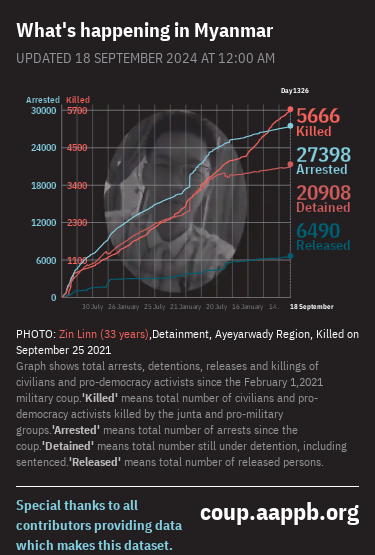 What's happening in Myanmar
UPDATED 18 SEPTEMBER 2024 AT 12:00 AM
Day1326
Arrested Killed
30000 5700
5666
Killed
24000 4500
27398
Arrested
18000 3400
20908
Detained
12000 2300
6490
Released
6000 1100
0
30 July 26 January 25 July 21 January 20 July 16 January 14. 18 September
PHOTO: Zin Linn (33 years),Detainment, Ayeyarwady Region, Killed on
September 25 2021
Graph shows total arrests, detentions, releases and killings of
civilians and pro-democracy activists since the February 1,2021
military coup.'Killed' means total number of civilians and pro-
democracy activists killed by the junta and pro-military
groups.'Arrested' means total number of arrests since the
coup.'Detained' means total number still under detention, including
sentenced.'Released' means total number of released persons.
Special thanks to all
contributors providing data
which makes this dataset.
coup.aappb.org